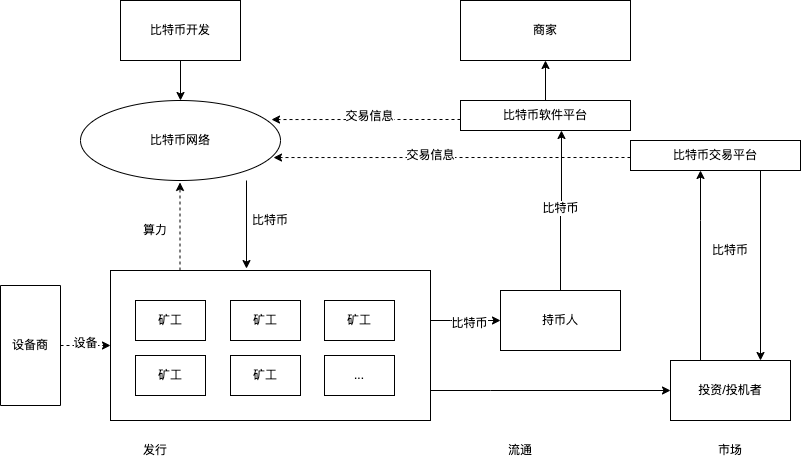 比特币开发
商家
比特币软件平台
交易信息
比特币网络
交易信息
比特币交易平台
比特币
比特币
算力
比特币
矿工
矿工
矿工
比特币
持币人
设备商
设备
矿工
矿工
...
投资/投机者
发行
流通
市场